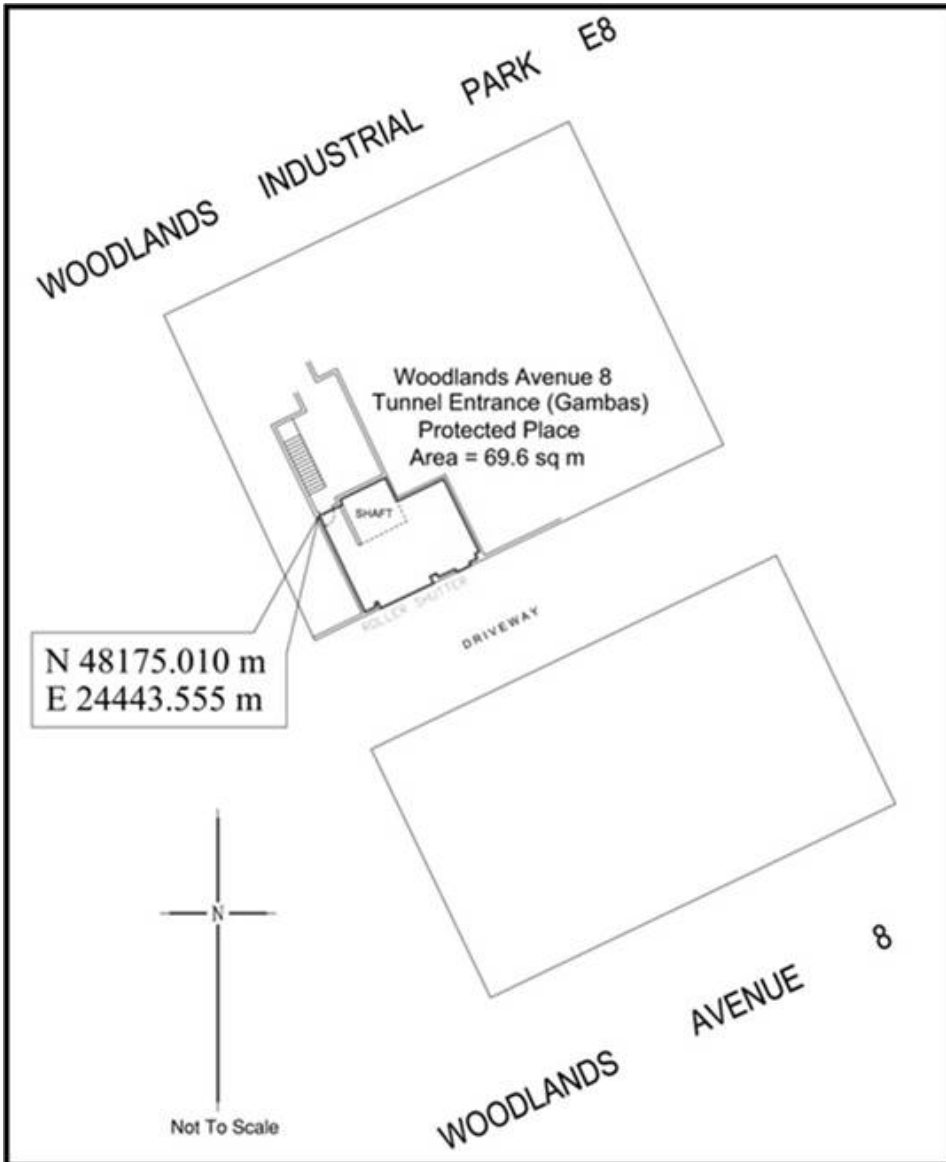 WOODLANDS INDUSTRIAL PARK E8
Woodlands Avenue 8
Tunnel Entrance (Gambas)
Protected Place
Area = 69.6 sq m
SHAFT
ROLLER SHUTTER
DRIVEWAY
N 48175.010 m
E 24443.555 m
N
Not To Scale
WOODLANDS AVENUE 8